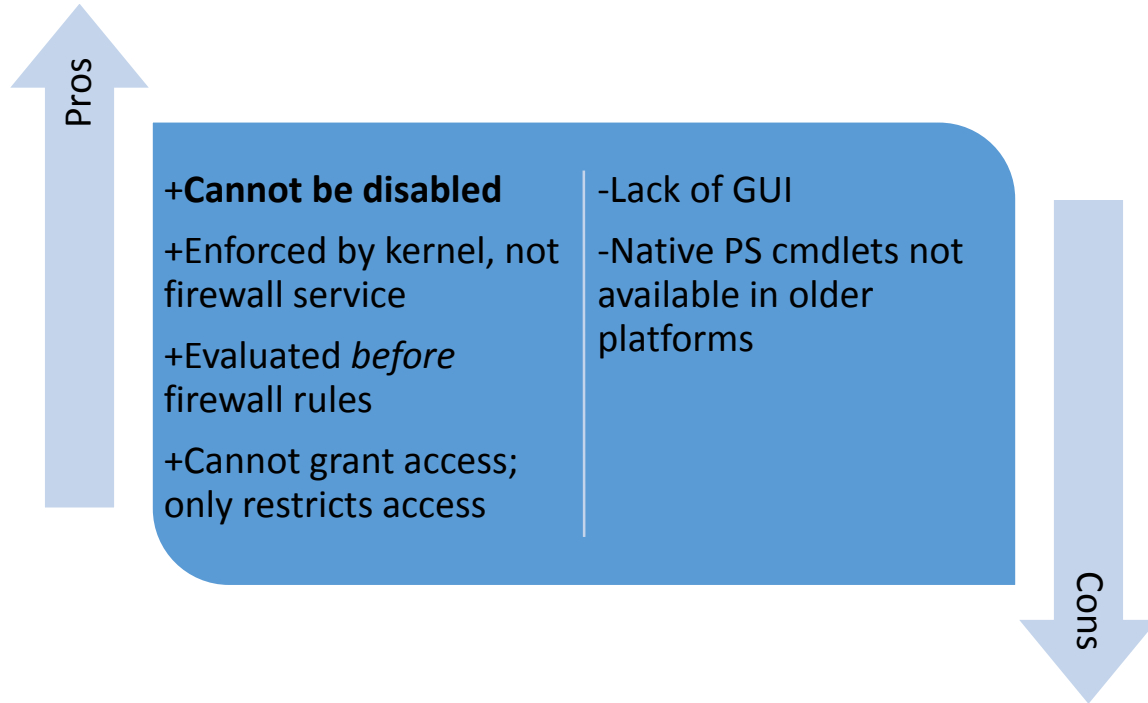 Pros
+Cannot be disabled
+Enforced by kernel, not
firewall service
+Evaluated before
firewall rules
+Cannot grant access;
only restricts access
-Lack of GUI
-Native PS cmdlets not
available in older
platforms
Cons